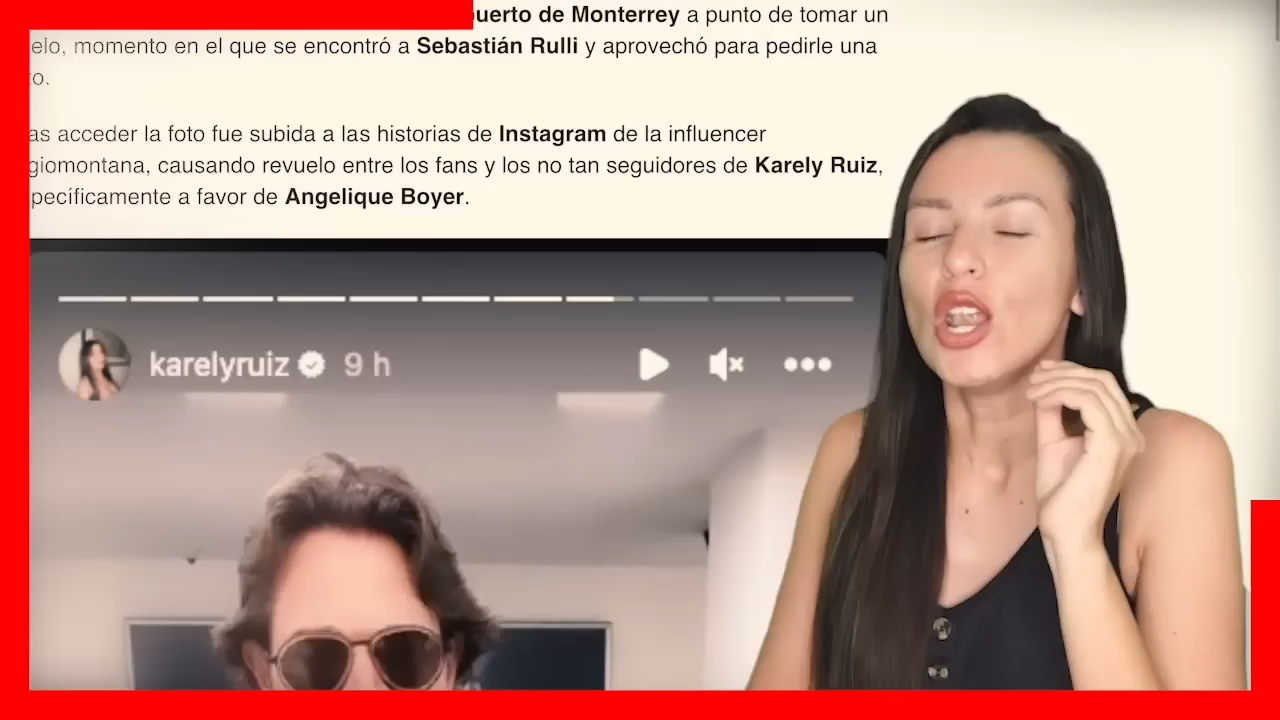 puerto de Monterrey a punto de tomar un
elo, momento en el que se encontró a Sebastián Rulli y aprovechó para pedirle una
to.
as acceder la foto fue subida a las historias de Instagram de la influencer
giomontana, causando revuelo entre los fans y los no tan seguidores de Karely Ruiz,
pecíficamente a favor de Angelique Boyer.
karelyruiz 9 h